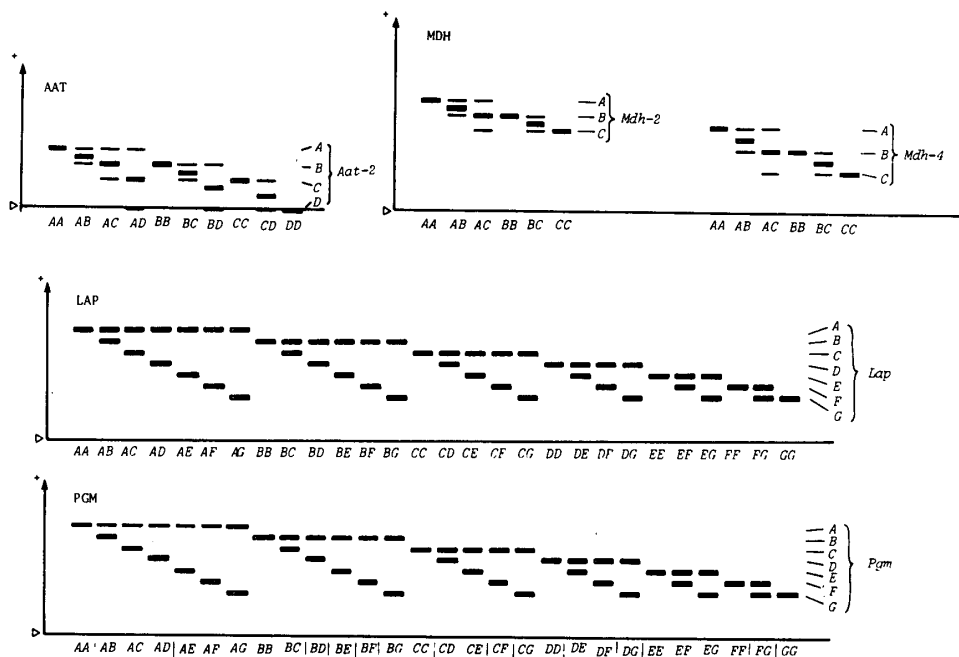 AAT
+
A
B
C
D
Aat-2
AA AB AC AD BB BC BD CC CD DD
MDH
+
A
B
C
Mdh-2
A
B
C
Mdh-4
AA AB AC BB BC CC
AA AB AC BB BC CC
LAP
+
A
B
C
D
E
F
G
Lap
AA AB AC AD AE AF AG BB BC BD BE BF BG CC CD CE CF CG DD DE DF DG EE EF EG FF FG GG
PGM
+
A
B
C
D
E
F
G
Pgm
AA AB AC AD AE AF AG BB BC BD BE BF BG CC CD CE CF CG DD DE DF DG EE EF EG FF FG GG